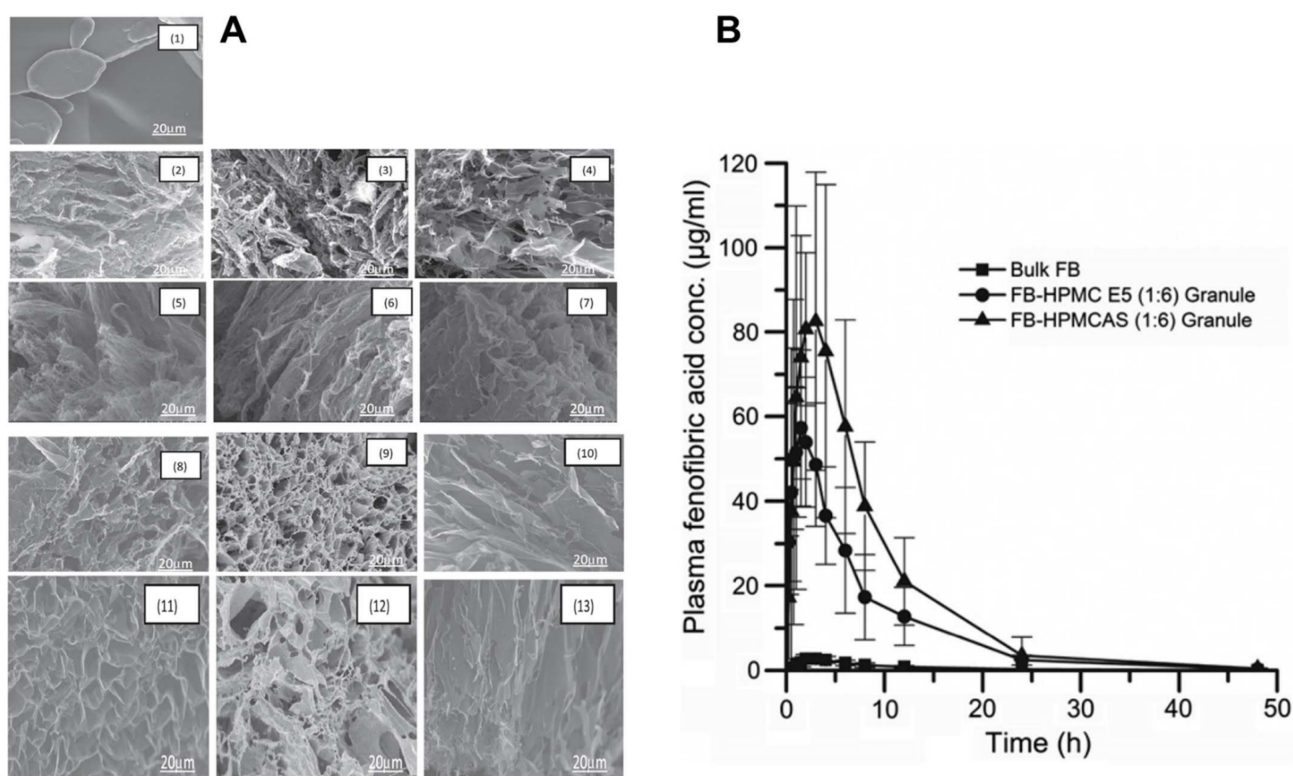 A
(1)
20µm
(2)
20µm
(3)
20µm
(4)
20µm
(5)
20µm
(6)
20µm
(7)
20µm
(8)
20µm
(9)
20µm
(10)
20µm
(11)
20µm
(12)
20µm
(13)
20µm
B
Plasma fenofibric acid conc. (µg/ml)
120
100
80
60
40
20
0
Bulk FB
FB-HPMC E5 (1:6) Granule
FB-HPMCAS (1:6) Granule
0 10 20 30 40 50
Time (h)